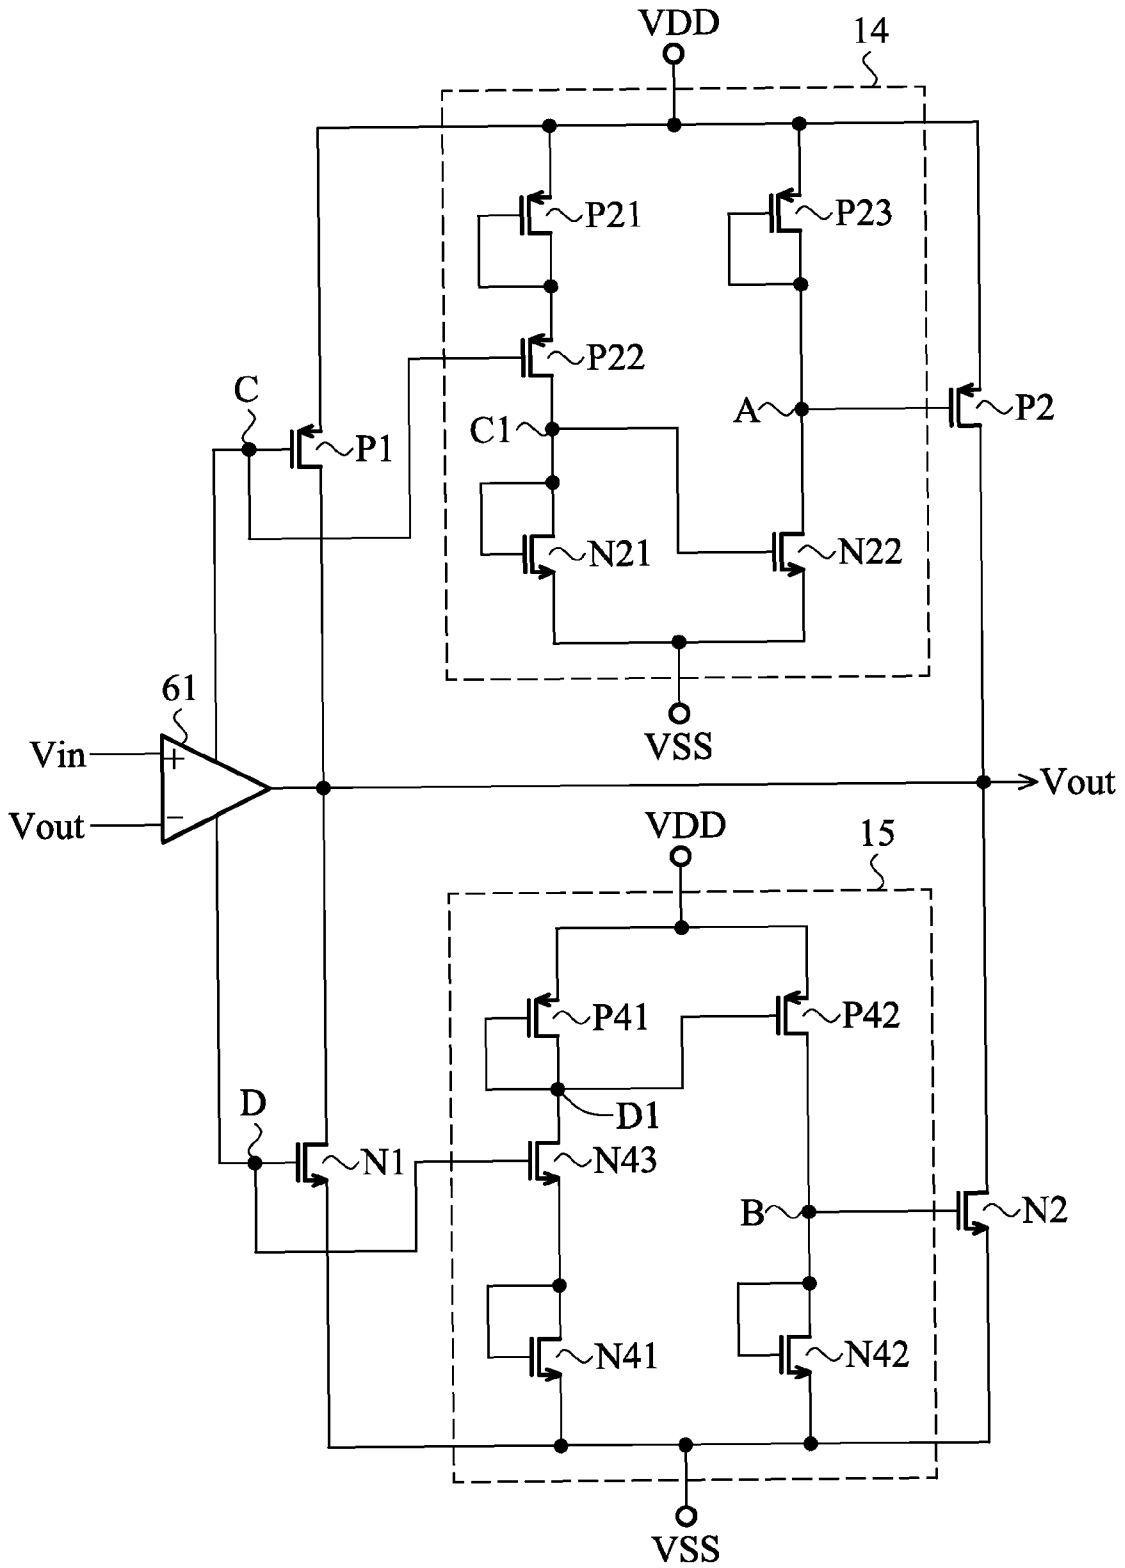 VDD
14
P21
P23
P22
C
A
P2
C1
P1
N21
N22
61
Vin
+
VSS
Vout
Vout
-
VDD
15
P41
P42
D
D1
N1
N43
B
N2
N41
N42
VSS